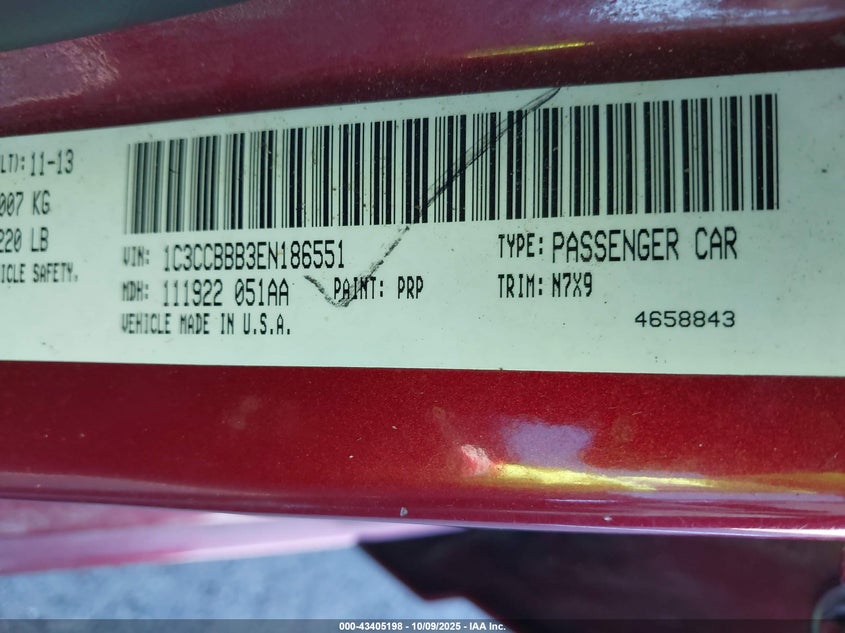 LT): 11-13
007 KG
220 LB
ICLE SAFETY.
VIN: 1C3CCBBB3EN186551
TYPE: PASSENGER CAR
MDH: 111922 051AA
PAINT: PRP
TRIM: N7X9
VEHICLE MADE IN U.S.A.
4658843
000-43405198 - 10/09/2025 - IAA Inc.